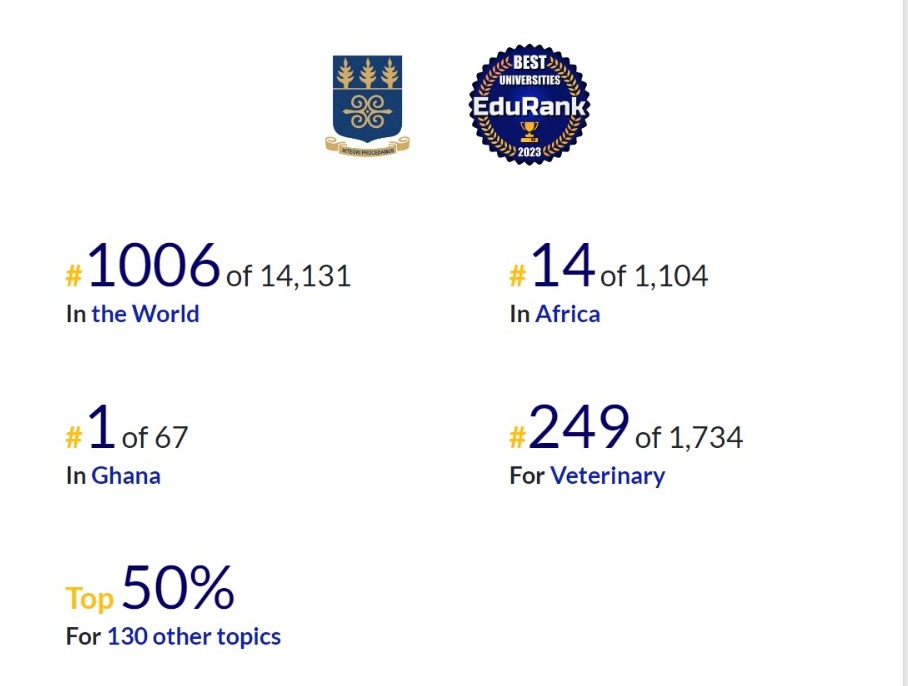 INTEGRI PROCEDAMUS
BEST
UNIVERSITIES
EduRank
2023
#1006 of 14,131
In the World
#14 of 1,104
In Africa
#1 of 67
In Ghana
#249 of 1,734
For Veterinary
Top 50%
For 130 other topics